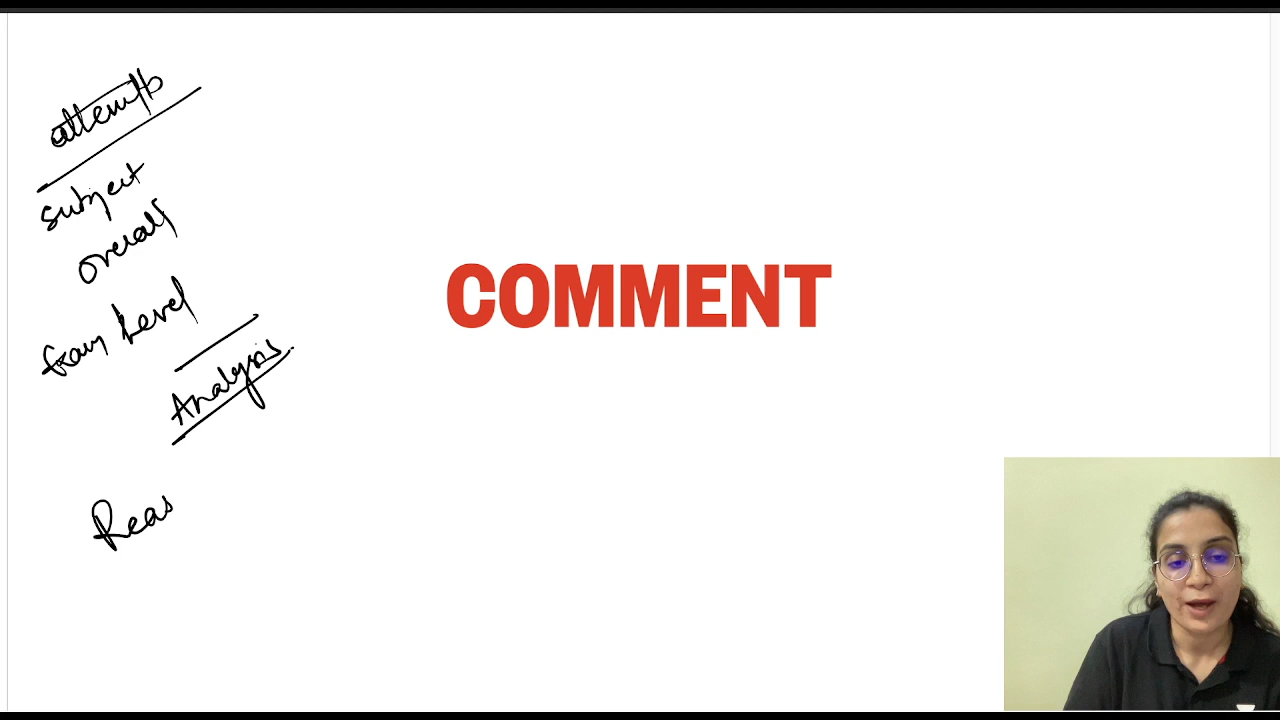 attempts
subject
overall
Exam Level
Analysis.
Reas
COMMENT